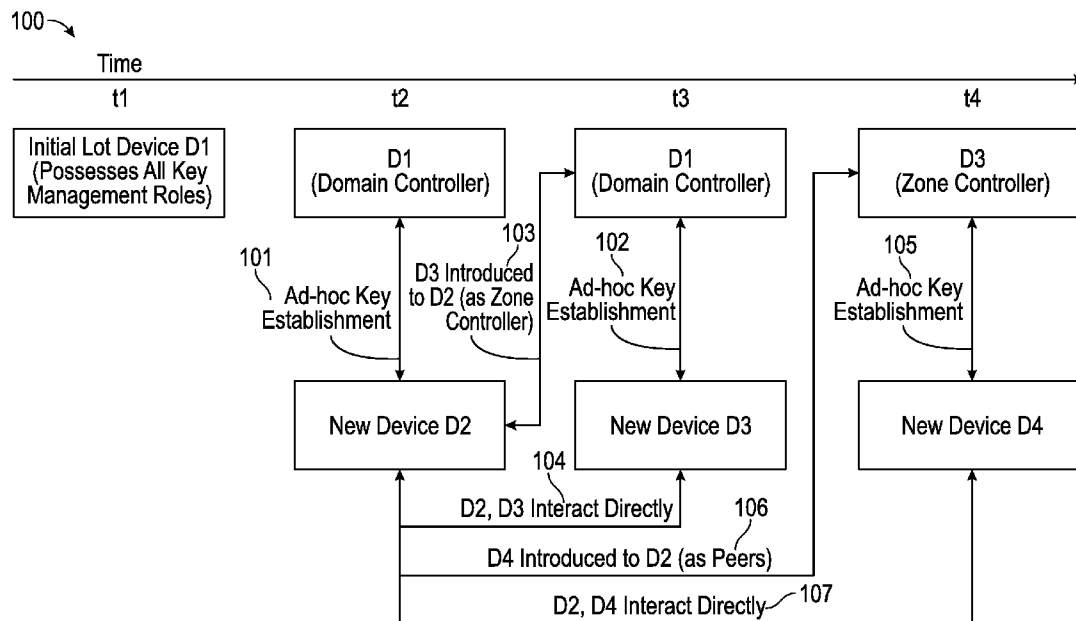 100
Time
t1
t2
t3
t4
Initial Lot Device D1
(Possesses All Key
Management Roles)
D1
(Domain Controller)
D1
(Domain Controller)
D3
(Zone Controller)
101
Ad-hoc Key
Establishment
103
D3 Introduced
to D2 (as Zone
Controller)
102
Ad-hoc Key
Establishment
105
Ad-hoc Key
Establishment
New Device D2
New Device D3
New Device D4
104
D2, D3 Interact Directly
106
D4 Introduced to D2 (as Peers)
D2, D4 Interact Directly 107